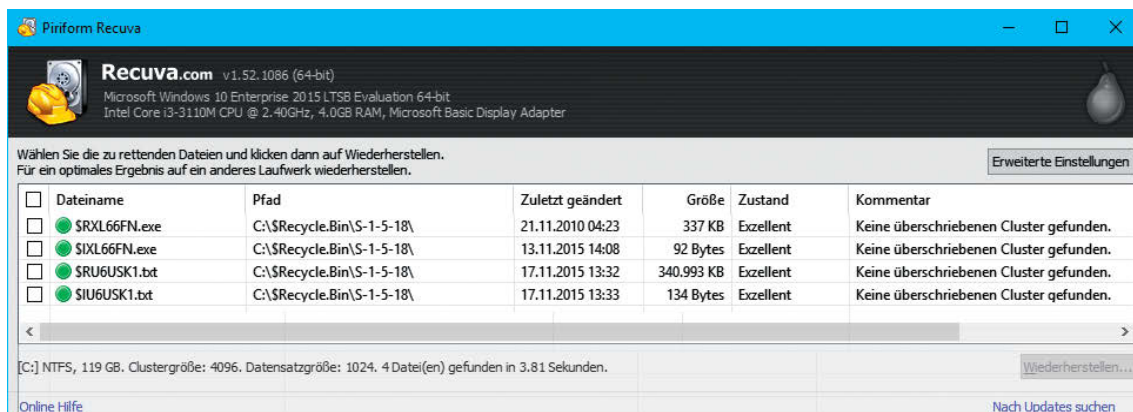 Piriform Recuva
Recuva.com v1.52.1086 (64-bit)
Microsoft Windows 10 Enterprise 2015 LTSB Evaluation 64-bit
Intel Core i3-3110M CPU @ 2.40GHz, 4.0GB RAM, Microsoft Basic Display Adapter
Wählen Sie die zu rettenden Dateien und klicken dann auf Wiederherstellen.
Für ein optimales Ergebnis auf ein anderes Laufwerk wiederherstellen.
Erweiterte Einstellungen
Dateiname Pfad Zuletzt geändert Größe Zustand Kommentar
$RXL66FN.exe C:\$Recycle.Bin\S-1-5-18\ 21.11.2010 04:23 337 KB Exzellent Keine überschriebenen Cluster gefunden.
$IXL66FN.exe C:\$Recycle.Bin\S-1-5-18\ 13.11.2015 14:08 92 Bytes Exzellent Keine überschriebenen Cluster gefunden.
$RU6USK1.txt C:\$Recycle.Bin\S-1-5-18\ 17.11.2015 13:32 340.993 KB Exzellent Keine überschriebenen Cluster gefunden.
$IU6USK1.txt C:\$Recycle.Bin\S-1-5-18\ 17.11.2015 13:33 134 Bytes Exzellent Keine überschriebenen Cluster gefunden.
[C:] NTFS, 119 GB. Clustergröße: 4096. Datensatzgröße: 1024. 4 Datei(en) gefunden in 3.81 Sekunden.
Wiederherstellen...
Online Hilfe
Nach Updates suchen